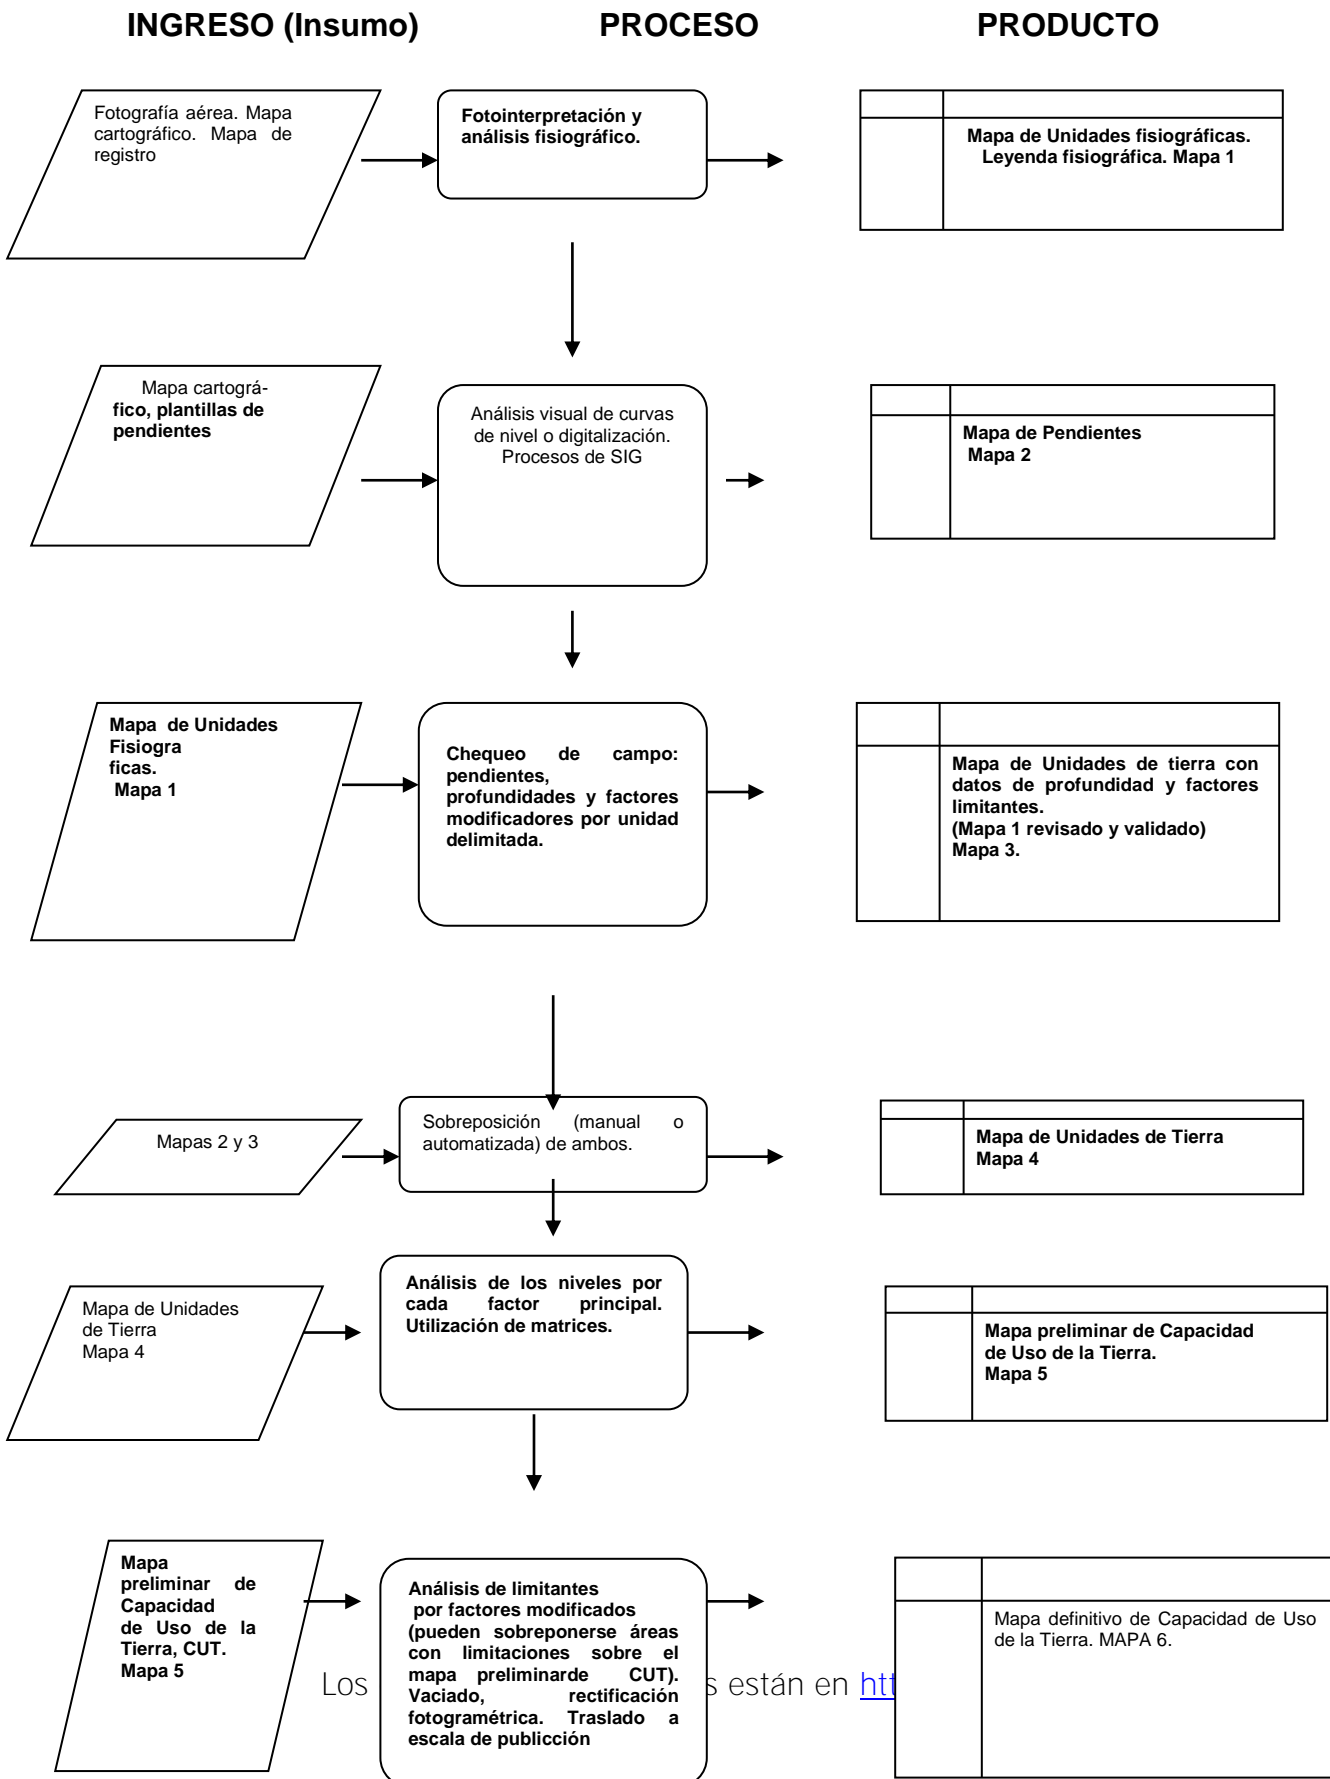 INGRESO (Insumo) PROCESO PRODUCTO
Fotografía aérea. Mapa
cartográfico. Mapa de
registro
Fotointerpretación y
análisis fisiográfico.
Mapa de Unidades fisiográficas.
Leyenda fisiográfica. Mapa 1
Mapa cartográ-
fico, plantillas de
pendientes
Análisis visual de curvas
de nivel o digitalización.
Procesos de SIG
Mapa de Pendientes
Mapa 2
Mapa de Unidades
Fisiogra
ficas.
Mapa 1
Chequeo de campo:
pendientes,
profundidades y factores
modificadores por unidad
delimitada.
Mapa de Unidades de tierra con
datos de profundidad y factores
limitantes.
(Mapa 1 revisado y validado)
Mapa 3.
Mapas 2 y 3
Sobreposición (manual o
automatizada) de ambos.
Mapa de Unidades de Tierra
Mapa 4
Mapa de Unidades
de Tierra
Mapa 4
Análisis de los niveles por
cada factor principal.
Utilización de matrices.
Mapa preliminar de Capacidad
de Uso de la Tierra.
Mapa 5
Mapa
preliminar de
Capacidad
de Uso de la
Tierra, CUT.
Mapa 5
Análisis de limitantes
por factores modificados
(pueden sobreponerse áreas
con limitaciones sobre el
mapa preliminarde CUT).
Vaciado, rectificación
fotogramétrica. Traslado a
escala de publicción
Mapa definitivo de Capacidad de Uso
de la Tierra. MAPA 6.
Los s están en htt